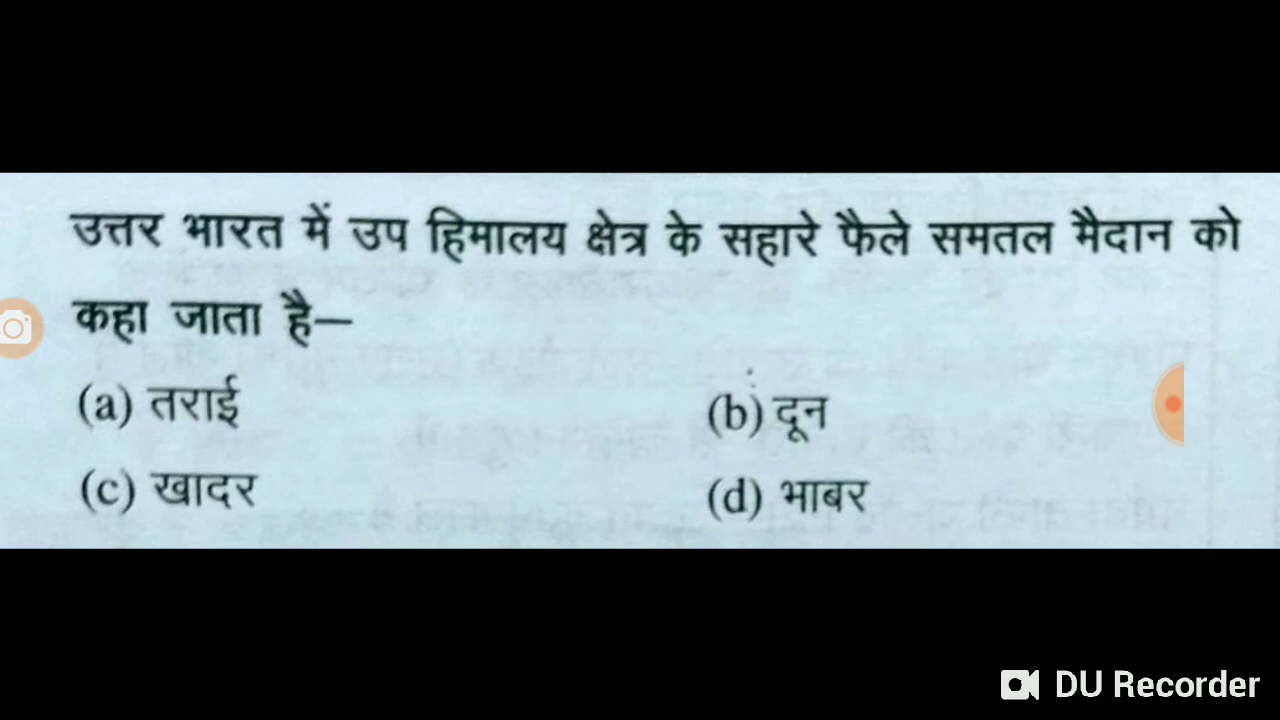 उत्तर भारत में उप हिमालय क्षेत्र के सहारे फैले समतल मैदान को
कहा जाता है—
(a) तराई (b) दून
(c) खादर (d) भाबर
DU Recorder